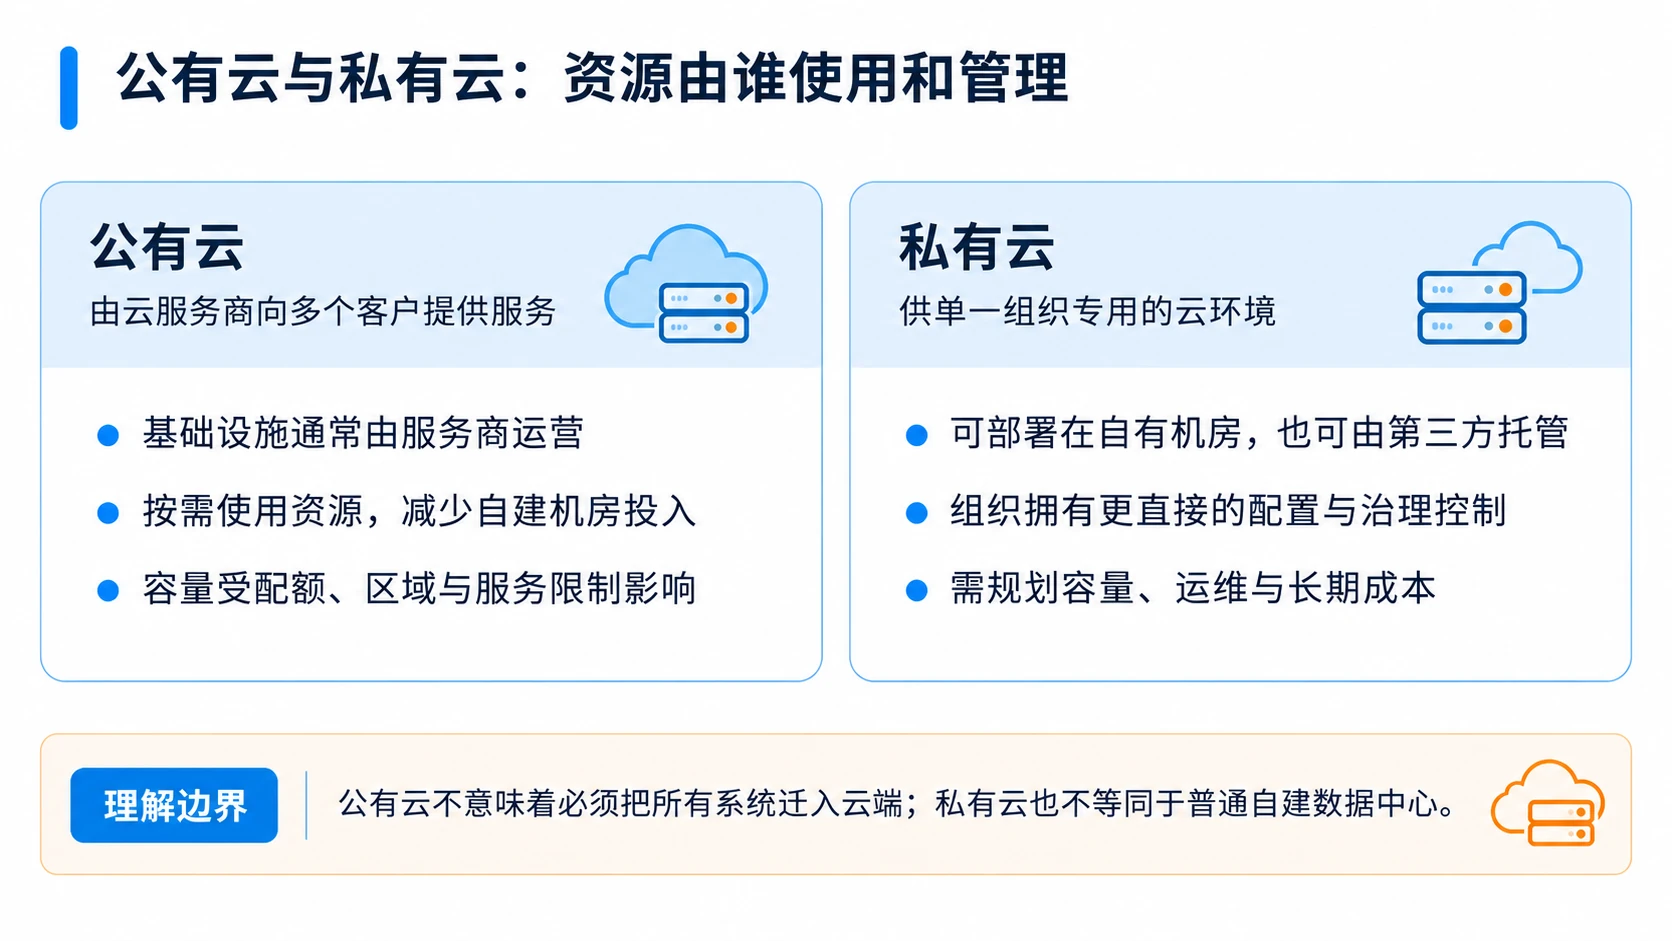 公有云与私有云：资源由谁使用和管理
公有云
由云服务商向多个客户提供服务
基础设施通常由服务商运营
按需使用资源，减少自建机房投入
容量受配额、区域与服务限制影响
私有云
供单一组织专用的云环境
可部署在自有机房，也可由第三方托管
组织拥有更直接的配置与治理控制
需规划容量、运维与长期成本
理解边界
公有云不意味着必须把所有系统迁入云端；私有云也不等同于普通自建数据中心。